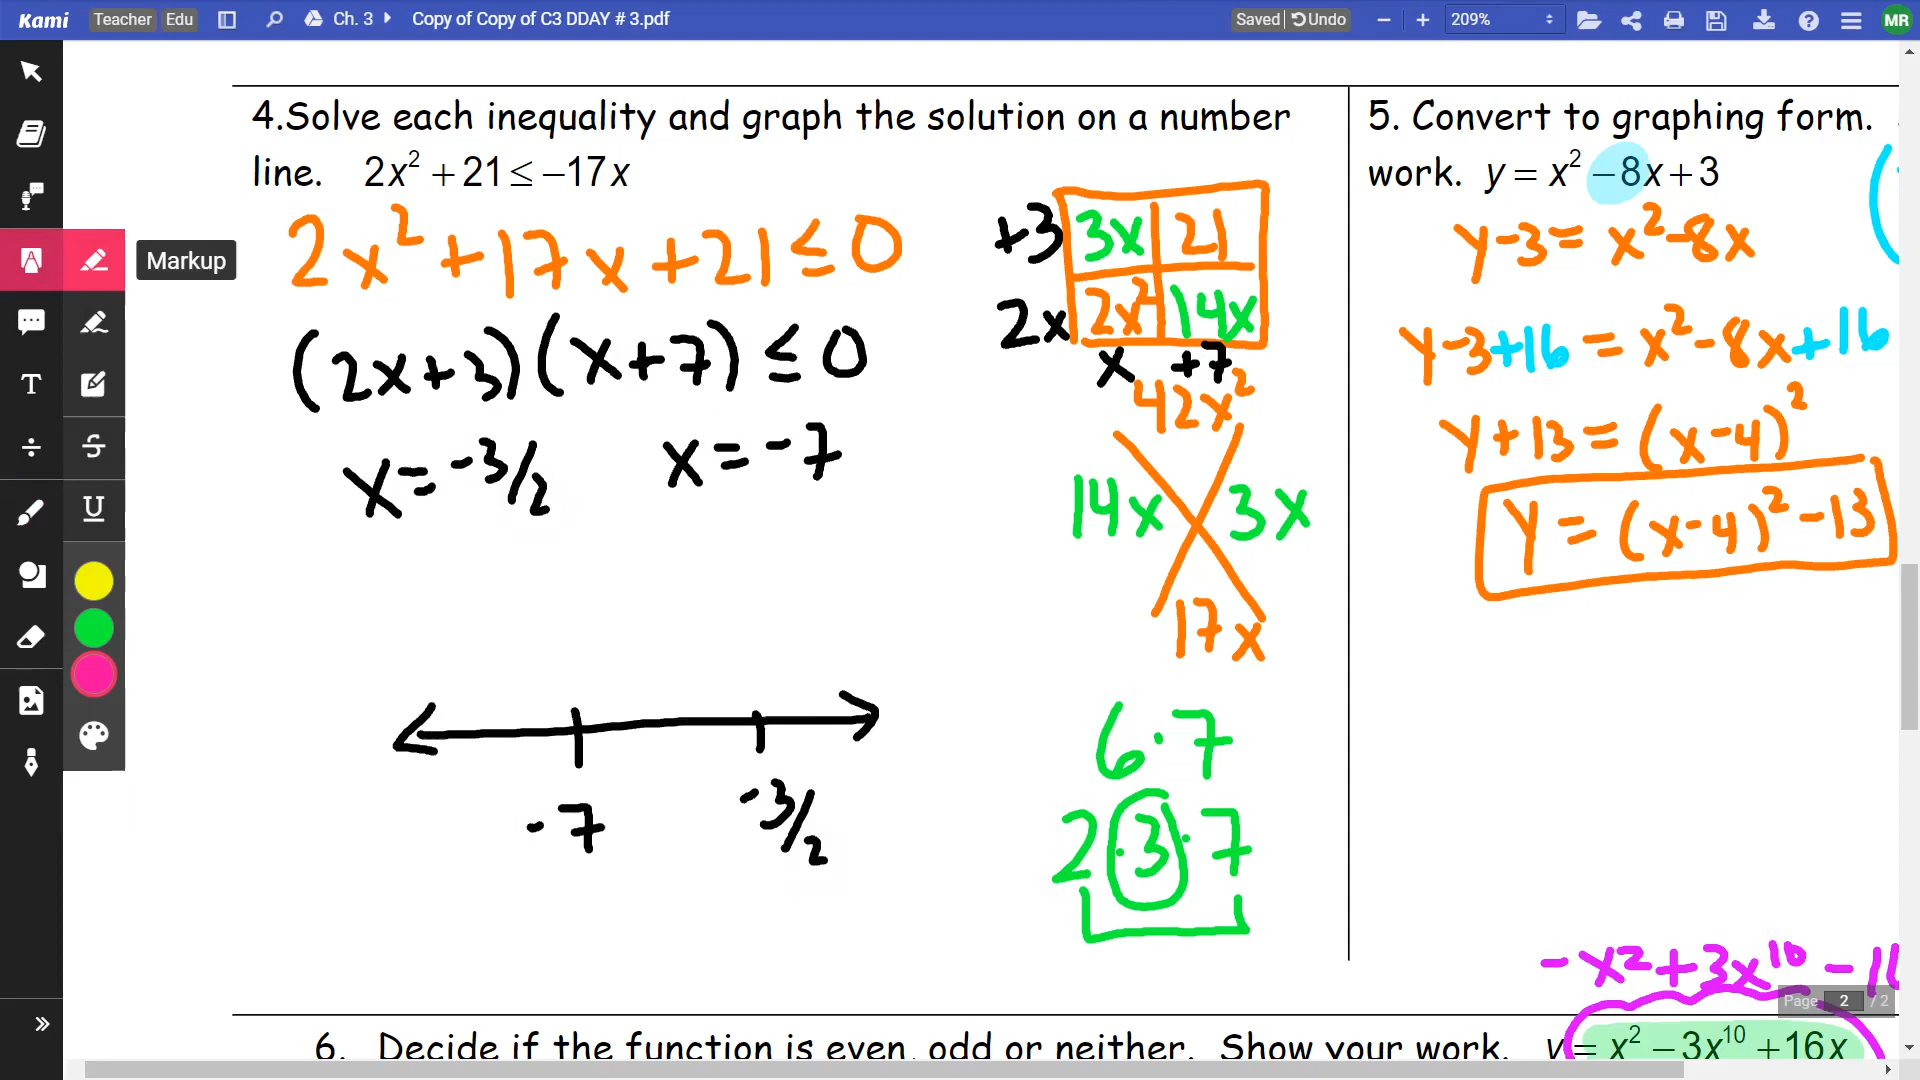 Kami Teacher Edu Ch. 3 Copy of Copy of C3 DDAY # 3.pdf Saved Undo 209% MR
Markup
4.Solve each inequality and graph the solution on a number
line. 2x² + 21 ≤ −17x
2x² + 17x + 21 ≤ 0
(2x+3)(x+7) ≤ 0
x = -3/2 x = -7
-7 -3/2
+3 3x 21
2x 2x² 14x
x +7
42x²
14x 3x
17x
6·7
2·3·7
5. Convert to graphing form.
work. y = x² − 8x + 3
y-3 = x²-8x
y-3+16 = x²-8x+16
y+13 = (x-4)²
y = (x-4)² -13
-x²+3x¹⁰-16
Page 2 / 2
6. Decide if the function is even, odd or neither. Show your work. y = x² − 3x¹⁰ + 16x